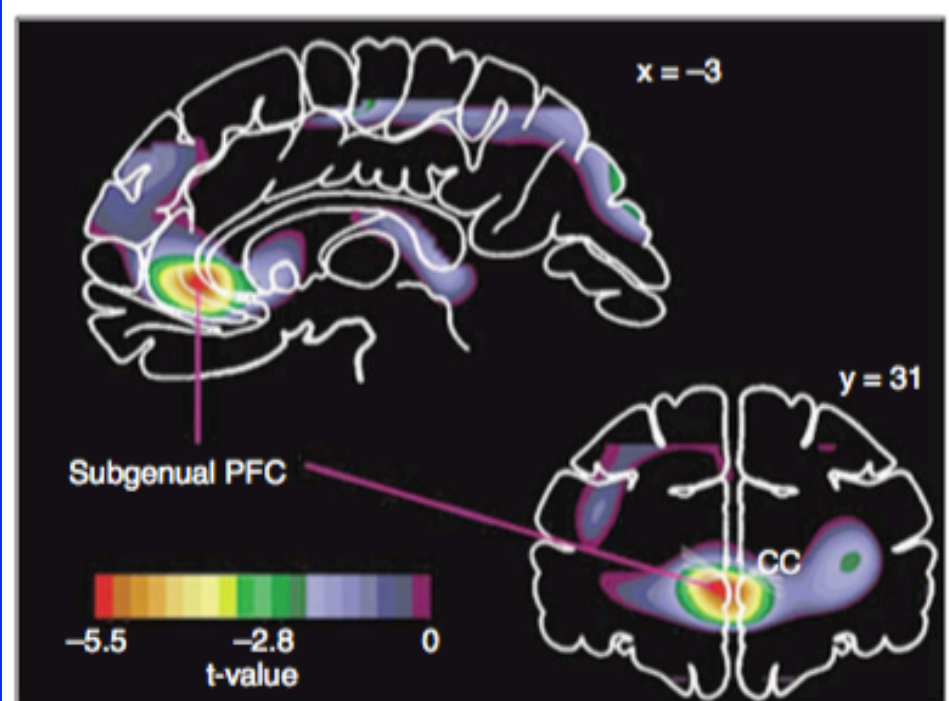 x = –3
y = 31
Subgenual PFC
CC
–5.5 –2.8 0
t-value